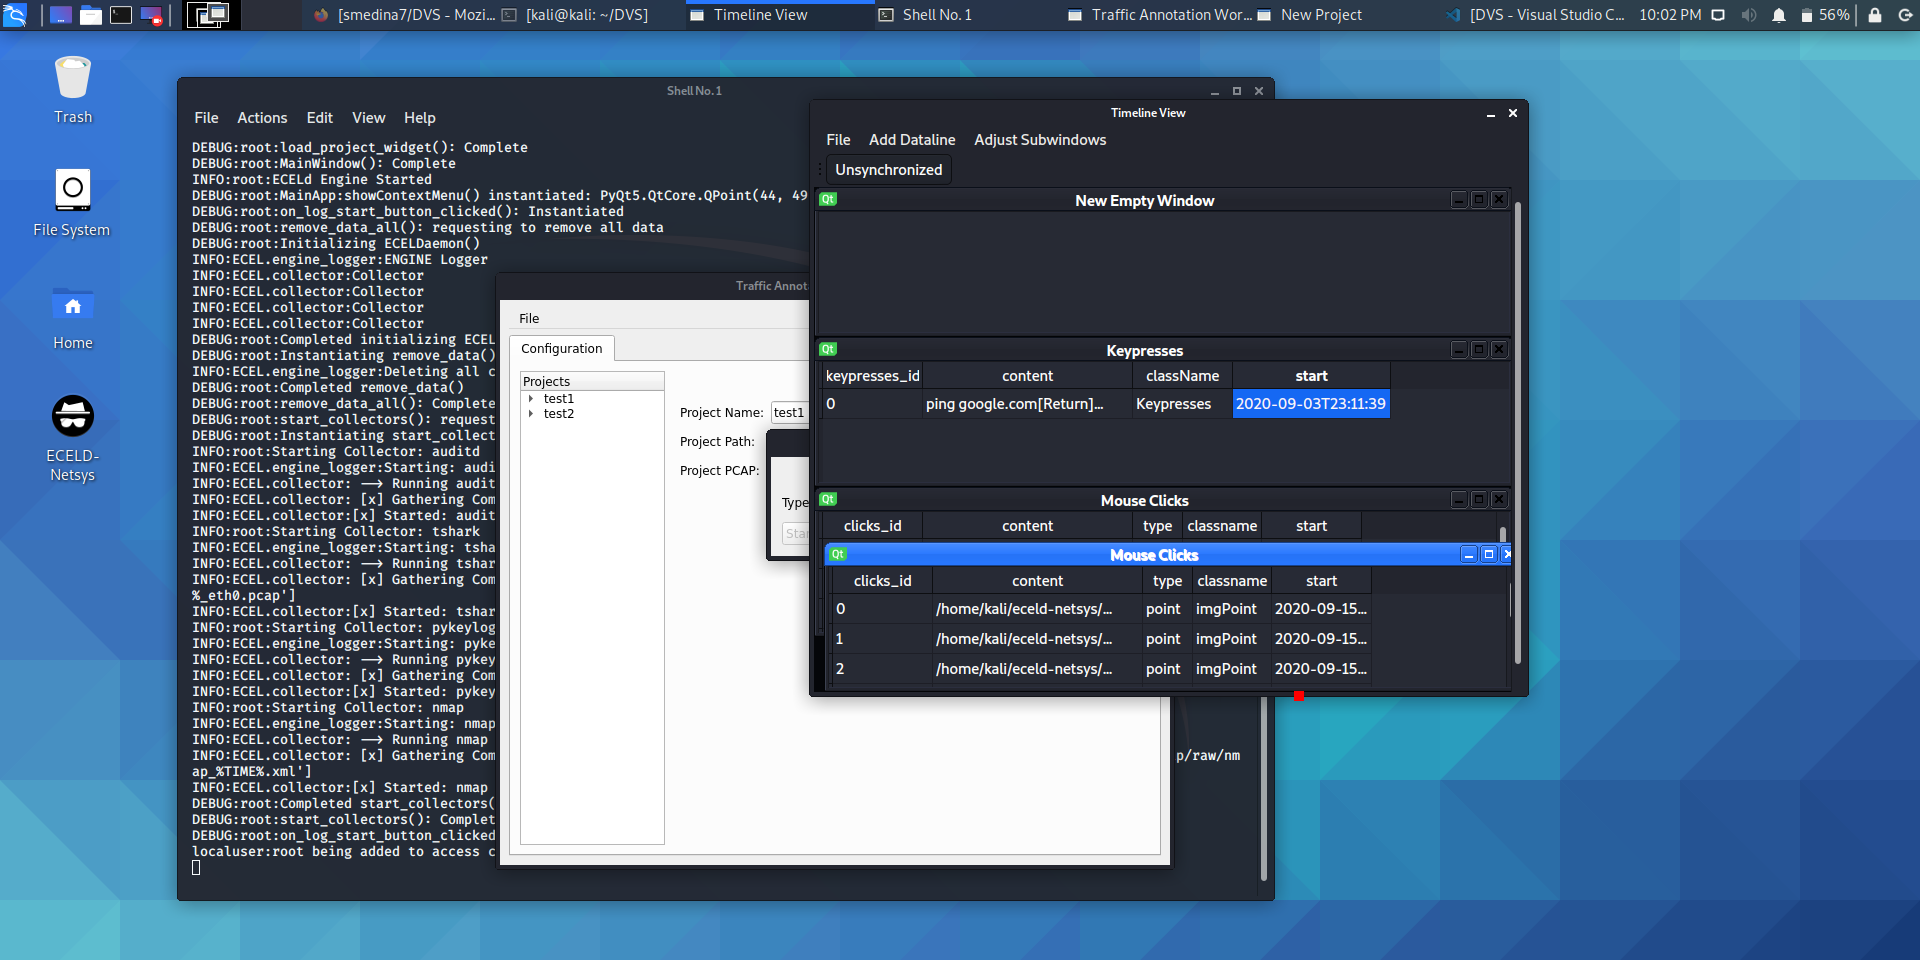 [smedina7/DVS - Mozi...
[kali@kali: ~/DVS]
Timeline View
Shell No. 1
Traffic Annotation Wor...
New Project
[DVS - Visual Studio C...
10:02 PM
56%
Trash
File System
Home
ECELD-
Netsys
Shell No. 1
File Actions Edit View Help
DEBUG:root:load_project_widget(): Complete
DEBUG:root:MainWindow(): Complete
INFO:root:ECELd Engine Started
DEBUG:root:MainApp:showContextMenu() instantiated: PyQt5.QtCore.QPoint(44, 49
DEBUG:root:on_log_start_button_clicked(): Instantiated
DEBUG:root:remove_data_all(): requesting to remove all data
DEBUG:root:Initializing ECELDaemon()
INFO:ECEL.engine_logger:ENGINE Logger
INFO:ECEL.collector:Collector
INFO:ECEL.collector:Collector
INFO:ECEL.collector:Collector
INFO:ECEL.collector:Collector
DEBUG:root:Completed initializing ECEL
DEBUG:root:Instantiating remove_data()
INFO:ECEL.engine_logger:Deleting all c
DEBUG:root:Completed remove_data()
DEBUG:root:remove_data_all(): Complete
DEBUG:root:start_collectors(): request
DEBUG:root:Instantiating start_collect
INFO:root:Starting Collector: auditd
INFO:ECEL.engine_logger:Starting: audi
INFO:ECEL.collector: --> Running audit
INFO:ECEL.collector: [x] Gathering Com
INFO:ECEL.collector:[x] Started: audit
INFO:root:Starting Collector: tshark
INFO:ECEL.engine_logger:Starting: tsha
INFO:ECEL.collector: --> Running tshar
INFO:ECEL.collector: [x] Gathering Com
%_eth0.pcap']
INFO:ECEL.collector:[x] Started: tshar
INFO:root:Starting Collector: pykeylog
INFO:ECEL.engine_logger:Starting: pyke
INFO:ECEL.collector: --> Running pykey
INFO:ECEL.collector: [x] Gathering Com
INFO:ECEL.collector:[x] Started: pykey
INFO:root:Starting Collector: nmap
INFO:ECEL.engine_logger:Starting: nmap
INFO:ECEL.collector: --> Running nmap
INFO:ECEL.collector: [x] Gathering Com
p/raw/nm
ap_%TIME%.xml']
INFO:ECEL.collector:[x] Started: nmap
DEBUG:root:Completed start_collectors(
DEBUG:root:start_collectors(): Complet
DEBUG:root:on_log_start_button_clicked
localuser:root being added to access c
Traffic Annota
File
Configuration
Projects
test1
test2
Project Name: test1
Project Path:
Project PCAP:
Type
Star
Timeline View
File Add Dataline Adjust Subwindows
Unsynchronized
Qt New Empty Window
Qt Keypresses
keypresses_id content className start
0 ping google.com[Return]... Keypresses 2020-09-03T23:11:39
Qt Mouse Clicks
clicks_id content type classname start
Qt Mouse Clicks
clicks_id content type classname start
0 /home/kali/eceld-netsys/... point imgPoint 2020-09-15...
1 /home/kali/eceld-netsys/... point imgPoint 2020-09-15...
2 /home/kali/eceld-netsys/... point imgPoint 2020-09-15...